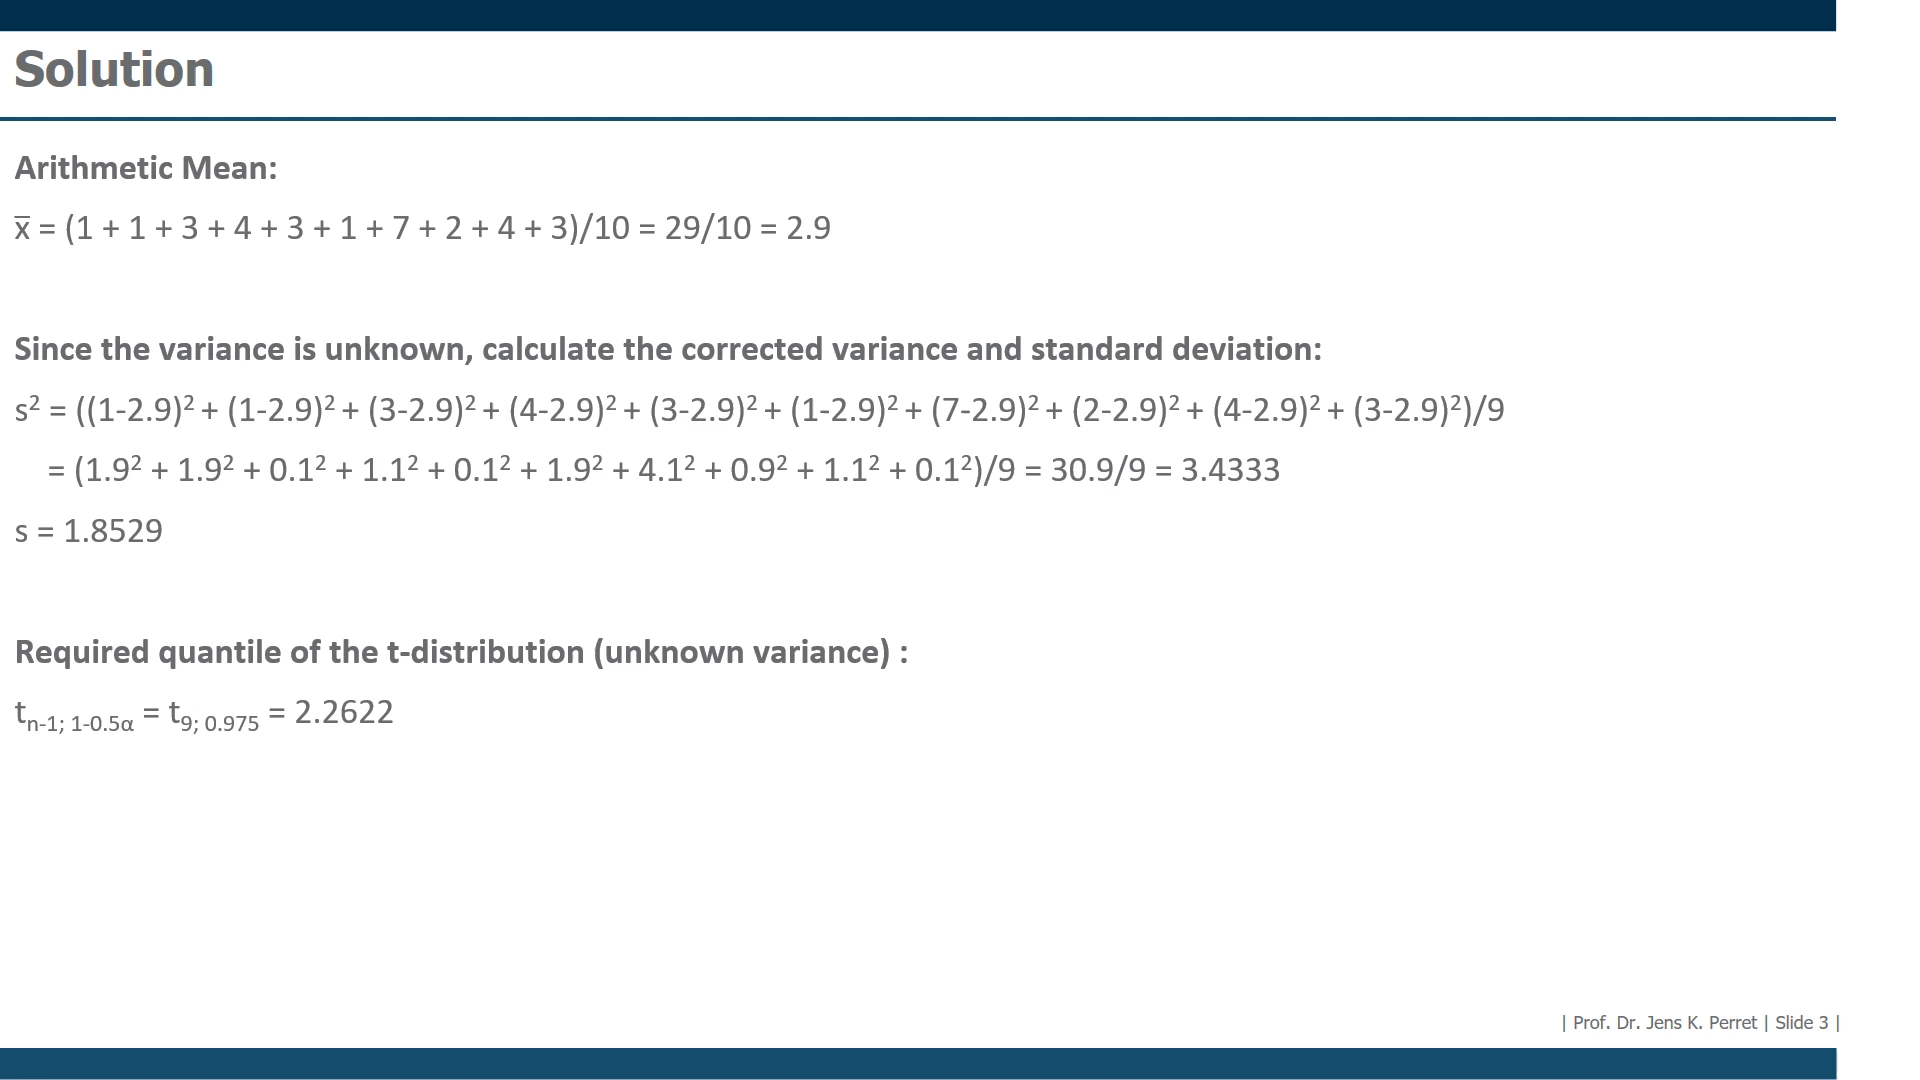 Solution
Arithmetic Mean:
x̅ = (1 + 1 + 3 + 4 + 3 + 1 + 7 + 2 + 4 + 3)/10 = 29/10 = 2.9
Since the variance is unknown, calculate the corrected variance and standard deviation:
s² = ((1-2.9)² + (1-2.9)² + (3-2.9)² + (4-2.9)² + (3-2.9)² + (1-2.9)² + (7-2.9)² + (2-2.9)² + (4-2.9)² + (3-2.9)²)/9
= (1.9² + 1.9² + 0.1² + 1.1² + 0.1² + 1.9² + 4.1² + 0.9² + 1.1² + 0.1²)/9 = 30.9/9 = 3.4333
s = 1.8529
Required quantile of the t-distribution (unknown variance) :
tn-1; 1-0.5α = t9; 0.975 = 2.2622
| Prof. Dr. Jens K. Perret | Slide 3 |